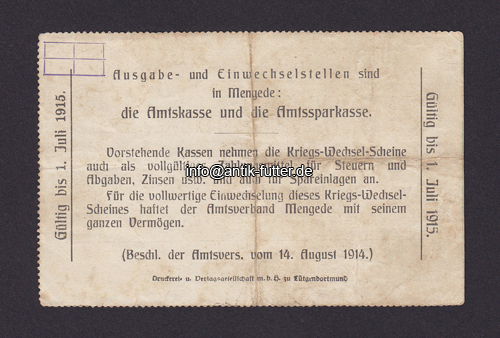 Ausgabe- und Einwechselstellen sind
in Mengede:
die Amtskasse und die Amtssparkasse.
Vorstehende Kassen nehmen die Kriegs-Wechsel-Scheine
auch als vollgültiges Zahlungsmittel für Steuern und
Abgaben, Zinsen usw. und auch für Spareinlagen an.
Für die vollwertige Einwechselung dieses Kriegs-Wechsel-
Scheines haftet der Amtsverband Mengede mit seinem
ganzen Vermögen.
(Beschl. der Amtsvers. vom 14. August 1914.)
Druckerei- u. Verlagsgesellschaft m. b. H. zu Lütgendortmund
Gültig bis 1. Juli 1915.
Gültig bis 1. Juli 1915.
info@antik-futter.de